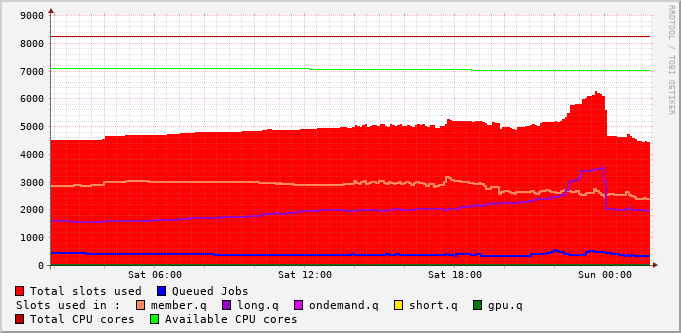 9000
8000
7000
6000
5000
4000
3000
2000
1000
0
Sat 06:00 Sat 12:00 Sat 18:00 Sun 00:00
RRDTOOL / TOBI OETIKER
Total slots used Queued Jobs
Slots used in : member.q long.q ondemand.q short.q gpu.q
Total CPU cores Available CPU cores